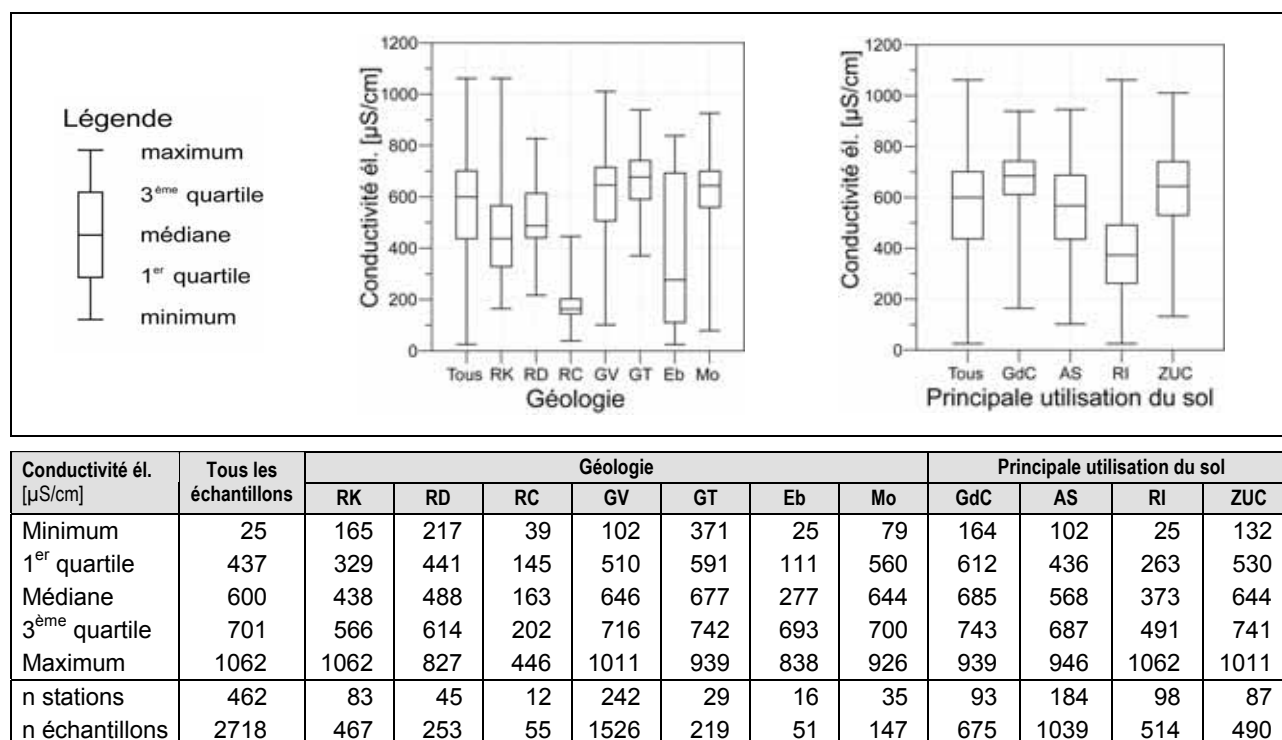 Légende
maximum
3ème quartile
médiane
1er quartile
minimum
Conductivité él. [µS/cm]
1200
1000
800
600
400
200
0
Tous RK RD RC GV GT Eb Mo
Géologie
Conductivité él. [µS/cm]
1200
1000
800
600
400
200
0
Tous GdC AS RI ZUC
Principale utilisation du sol
Conductivité él. [µS/cm] Tous les échantillons Géologie Principale utilisation du sol
RK RD RC GV GT Eb Mo GdC AS RI ZUC
Minimum 25 165 217 39 102 371 25 79 164 102 25 132
1er quartile 437 329 441 145 510 591 111 560 612 436 263 530
Médiane 600 438 488 163 646 677 277 644 685 568 373 644
3ème quartile 701 566 614 202 716 742 693 700 743 687 491 741
Maximum 1062 1062 827 446 1011 939 838 926 939 946 1062 1011
n stations 462 83 45 12 242 29 16 35 93 184 98 87
n échantillons 2718 467 253 55 1526 219 51 147 675 1039 514 490